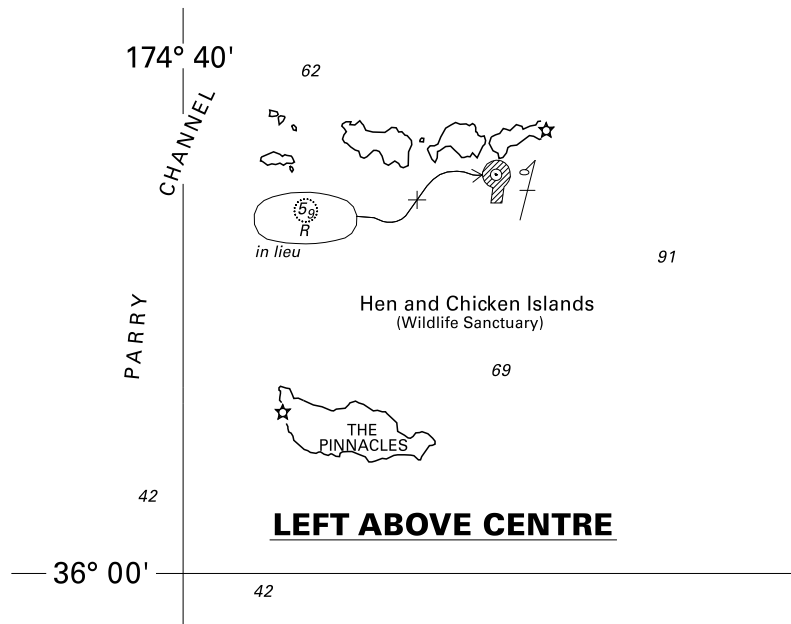 174° 40'
62
CHANNEL
5₉
R
in lieu
91
PARRY
Hen and Chicken Islands
(Wildlife Sanctuary)
69
THE
PINNACLES
42
LEFT ABOVE CENTRE
36° 00'
42